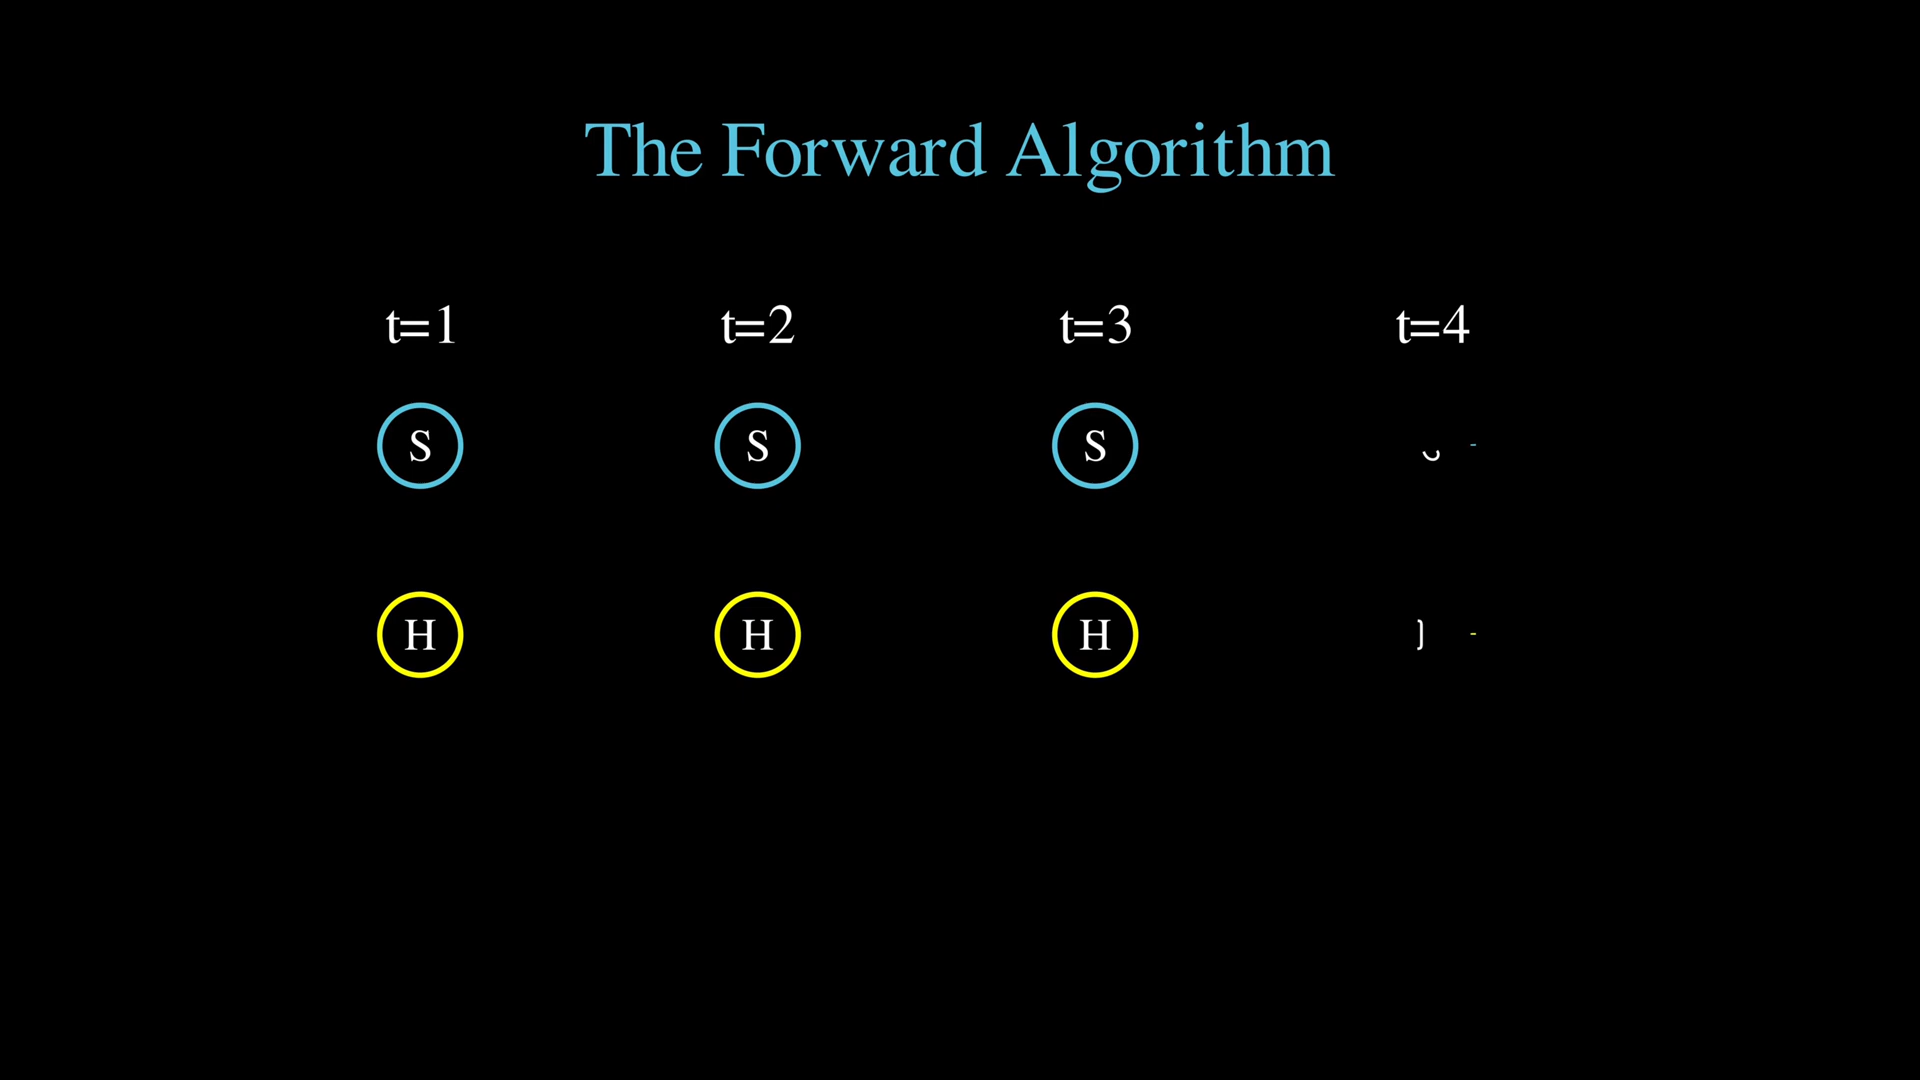 The Forward Algorithm
t=1 t=2 t=3 t=4
S S S
H H H